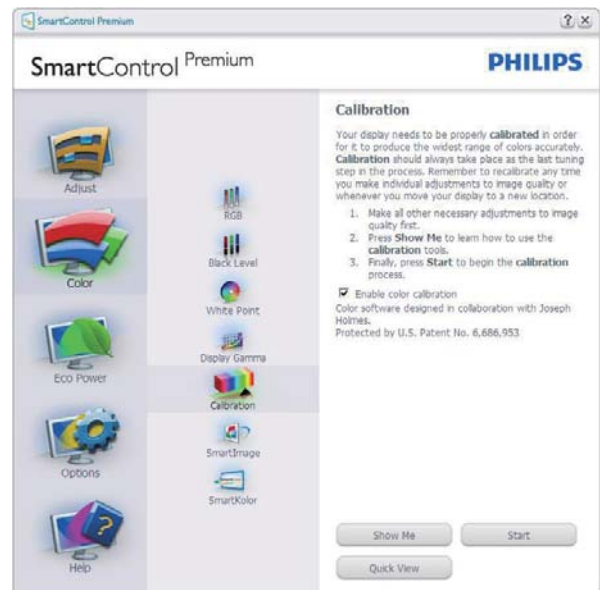 SmartControl Premium
SmartControl Premium
PHILIPS
Adjust
Color
Eco Power
Options
Help
RGB
Black Level
White Point
Display Gamma
Calibration
SmartImage
SmartKolor
Calibration
Your display needs to be properly calibrated in order
for it to produce the widest range of colors accurately.
Calibration should always take place as the last tuning
step in the process. Remember to recalibrate any time
you make individual adjustments to image quality or
whenever you move your display to a new location.
1. Make all other necessary adjustments to image
quality first.
2. Press Show Me to learn how to use the
calibration tools.
3. Finally, press Start to begin the calibration
process.
Enable color calibration
Color software designed in collaboration with Joseph
Holmes.
Protected by U.S. Patent No. 6,686,953
Show Me
Start
Quick View